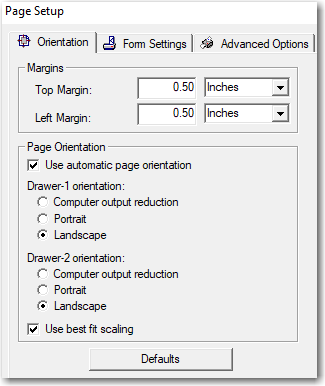 Page Setup
Orientation Form Settings Advanced Options
Margins
Top Margin: 0.50 Inches
Left Margin: 0.50 Inches
Page Orientation
Use automatic page orientation
Drawer-1 orientation:
Computer output reduction
Portrait
Landscape
Drawer-2 orientation:
Computer output reduction
Portrait
Landscape
Use best fit scaling
Defaults